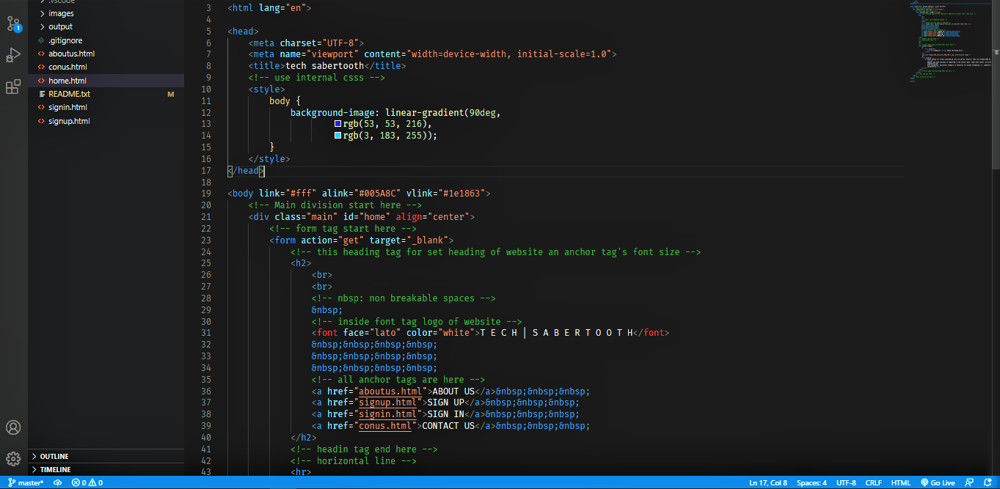 .vscode
images
output
.gitignore
aboutus.html
conus.html
home.html
README.txt M
signin.html
signup.html
OUTLINE
TIMELINE
1
3 <html lang="en">
4
5 <head>
6 <meta charset="UTF-8">
7 <meta name="viewport" content="width=device-width, initial-scale=1.0">
8 <title>tech sabertooth</title>
9 <!-- use internal csss -->
10 <style>
11 body {
12 background-image: linear-gradient(90deg,
13 rgb(53, 53, 216),
14 rgb(3, 183, 255));
15 }
16 </style>
17 </head>
18
19 <body link="#fff" alink="#005A8C" vlink="#1e1863">
20 <!-- Main division start here -->
21 <div class="main" id="home" align="center">
22 <!-- form tag start here -->
23 <form action="get" target="_blank">
24 <!-- this heading tag for set heading of website an anchor tag's font size -->
25 <h2>
26 <br>
27 <br>
28 <!-- nbsp: non breakable spaces -->
29 &nbsp;
30 <!-- inside font tag logo of website -->
31 <font face="lato" color="white">T E C H | S A B E R T O O T H</font>
32 &nbsp;&nbsp;&nbsp;&nbsp;
33 &nbsp;&nbsp;&nbsp;&nbsp;
34 &nbsp;&nbsp;&nbsp;&nbsp;
35 <!-- all anchor tags are here -->
36 <a href="aboutus.html">ABOUT US</a>&nbsp;&nbsp;&nbsp;
37 <a href="signup.html">SIGN UP</a>&nbsp;&nbsp;&nbsp;
38 <a href="signin.html">SIGN IN</a>&nbsp;&nbsp;&nbsp;
39 <a href="conus.html">CONTACT US</a>&nbsp;&nbsp;&nbsp;
40 </h2>
41 <!-- headin tag end here -->
42 <!-- horizontal line -->
43 <hr>
master* 0 0 Ln 17, Col 8 Spaces: 4 UTF-8 CRLF HTML Go Live